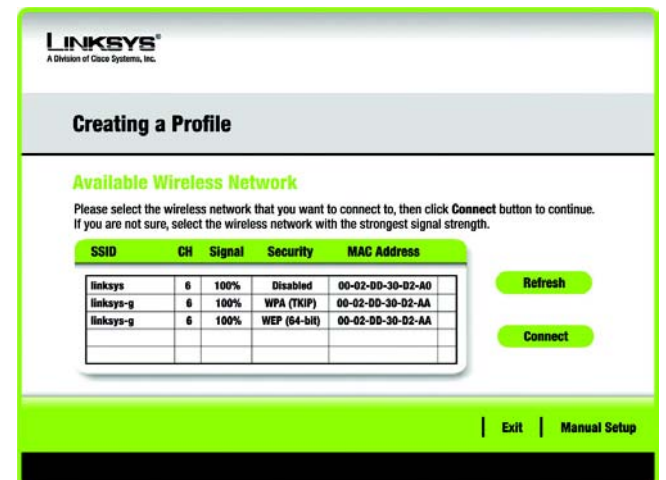 LINKSYS®
A Division of Cisco Systems, Inc.
Creating a Profile
Available Wireless Network
Please select the wireless network that you want to connect to, then click Connect button to continue.
If you are not sure, select the wireless network with the strongest signal strength.
SSID CH Signal Security MAC Address
linksys 6 100% Disabled 00-02-DD-30-D2-A0
linksys-g 6 100% WPA (TKIP) 00-02-DD-30-D2-AA
linksys-g 6 100% WEP (64-bit) 00-02-DD-30-D2-AA
Refresh
Connect
Exit Manual Setup